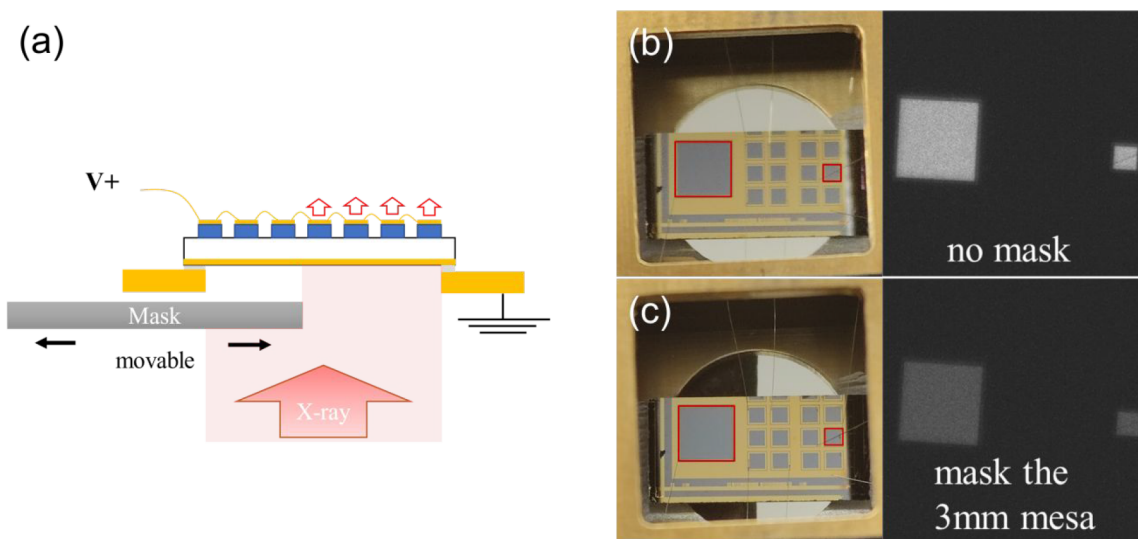 (a)
V+
Mask
movable
X-ray
(b)
no mask
(c)
mask the
3mm mesa